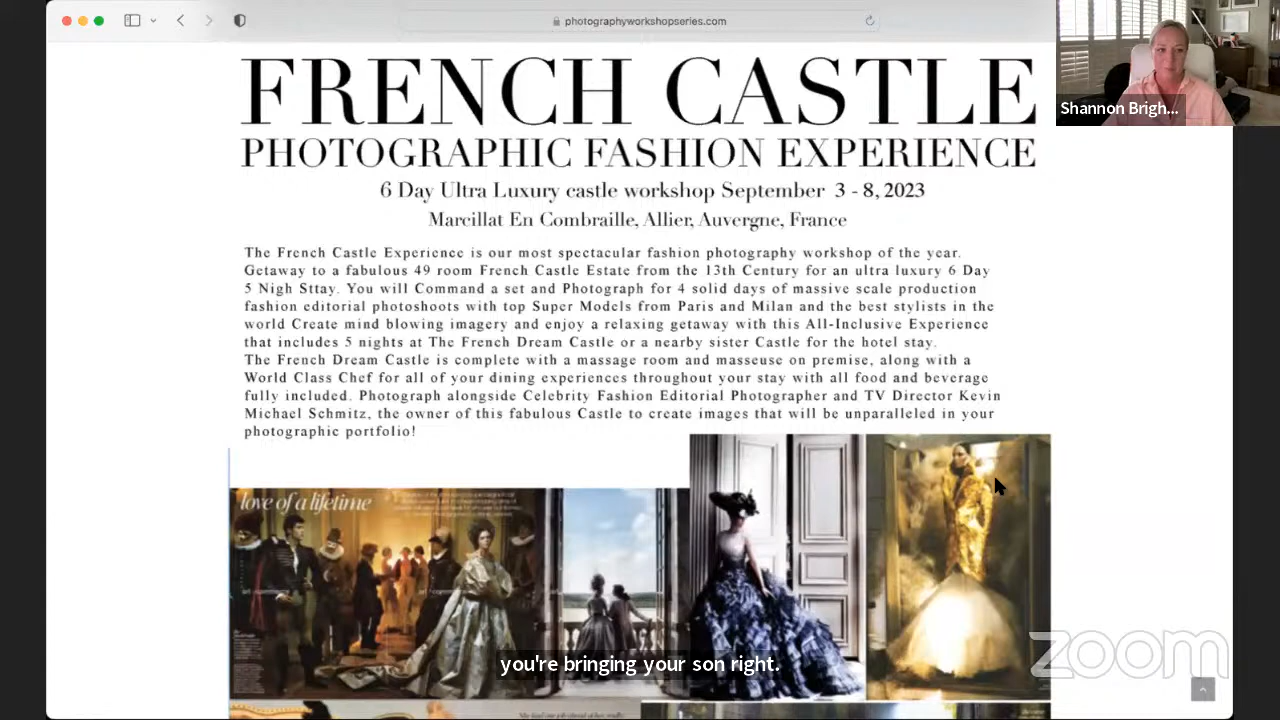 photographyworkshopseries.com
Shannon Brigh...
FRENCH CASTLE
PHOTOGRAPHIC FASHION EXPERIENCE
6 Day Ultra Luxury castle workshop September 3 - 8, 2023
Marcillat En Combraille, Allier, Auvergne, France
The French Castle Experience is our most spectacular fashion photography workshop of the year.
Getaway to a fabulous 49 room French Castle Estate from the 13th Century for an ultra luxury 6 Day
5 Nigh Sttay. You will Command a set and Photograph for 4 solid days of massive scale production
fashion editorial photoshoots with top Super Models from Paris and Milan and the best stylists in the
world Create mind blowing imagery and enjoy a relaxing getaway with this All-Inclusive Experience
that includes 5 nights at The French Dream Castle or a nearby sister Castle for the hotel stay.
The French Dream Castle is complete with a massage room and masseuse on premise, along with a
World Class Chef for all of your dining experiences throughout your stay with all food and beverage
fully included. Photograph alongside Celebrity Fashion Editorial Photographer and TV Director Kevin
Michael Schmitz, the owner of this fabulous Castle to create images that will be unparalleled in your
photographic portfolio!
love of a lifetime
you're bringing your son right.
zoom